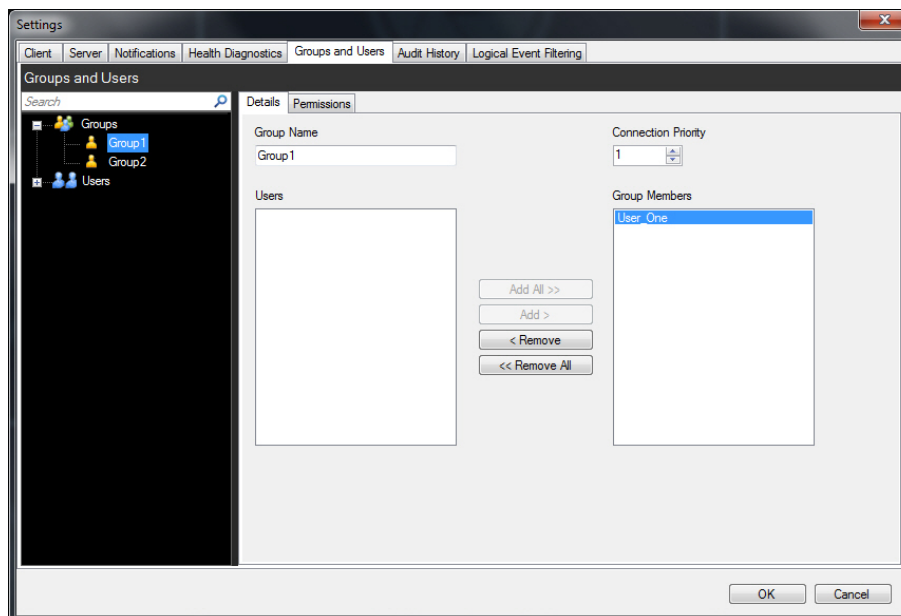 Settings
Client Server Notifications Health Diagnostics Groups and Users Audit History Logical Event Filtering
Groups and Users
Search
Details Permissions
Groups
Group1
Group2
Users
Group Name
Connection Priority
Group1
1
Users
Group Members
User_One
Add All >>
Add >
< Remove
<< Remove All
OK Cancel